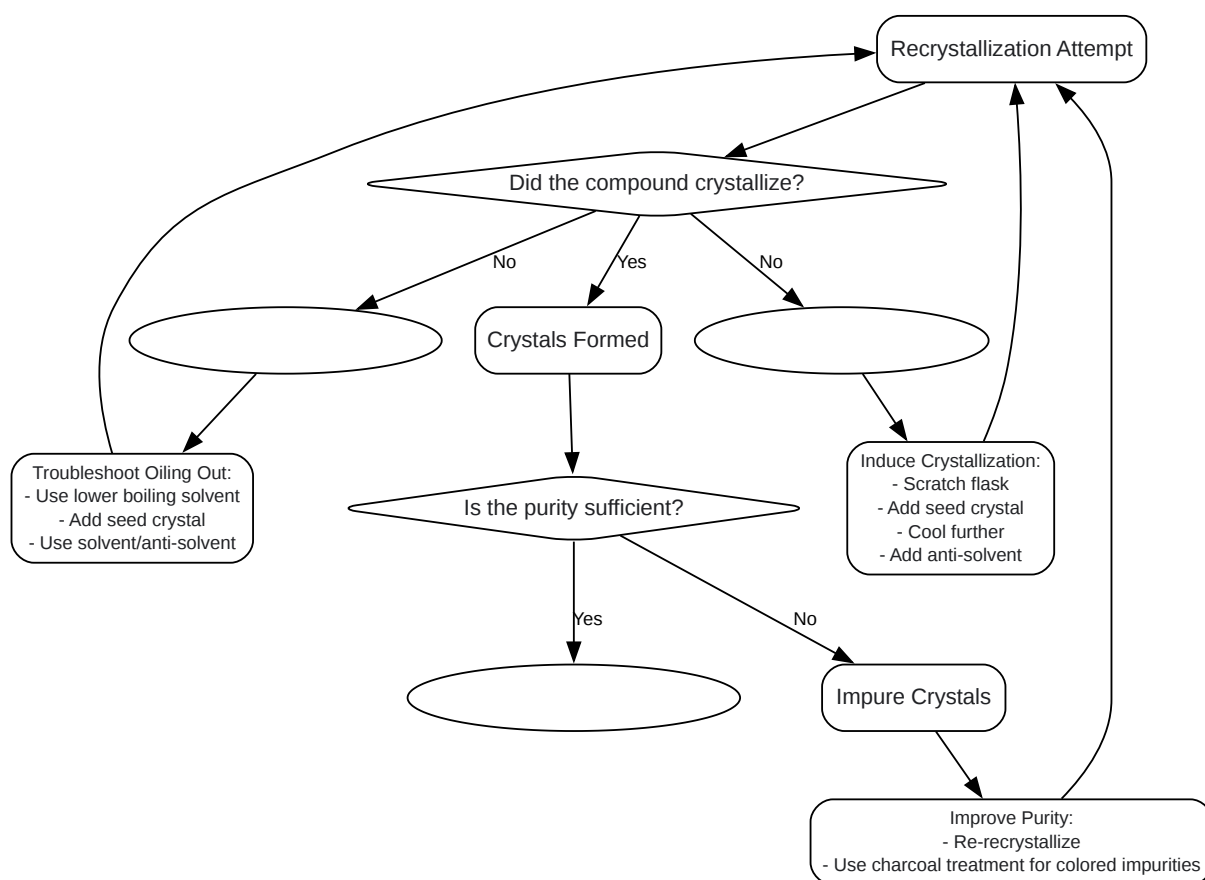 Recrystallization Attempt
Did the compound crystallize?
No
Yes
No
Crystals Formed
Troubleshoot Oiling Out:
- Use lower boiling solvent
- Add seed crystal
- Use solvent/anti-solvent
Induce Crystallization:
- Scratch flask
- Add seed crystal
- Cool further
- Add anti-solvent
Is the purity sufficient?
Yes
No
Impure Crystals
Improve Purity:
- Re-recrystallize
- Use charcoal treatment for colored impurities